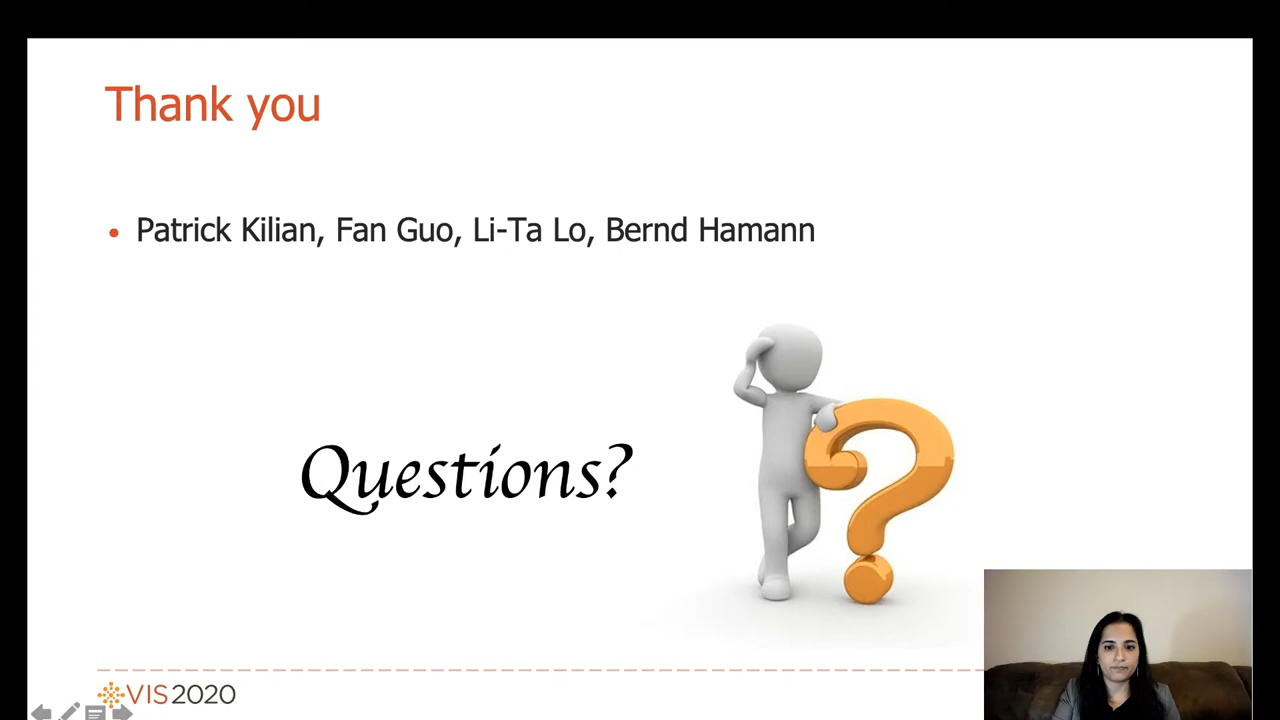 Thank you
• Patrick Kilian, Fan Guo, Li-Ta Lo, Bernd Hamann
Questions?
VIS2020